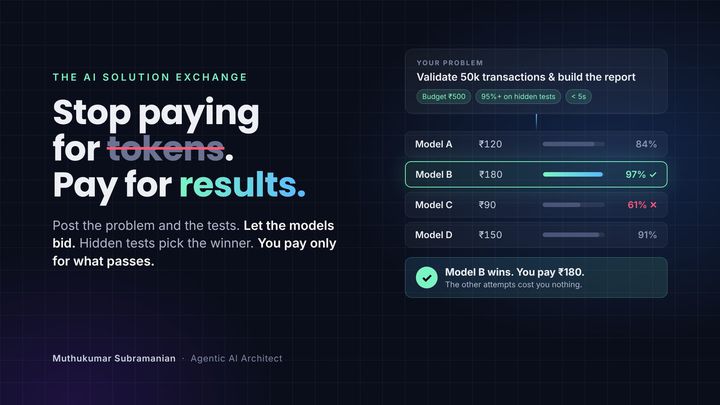 THE AI SOLUTION EXCHANGE
Stop paying
for tokens.
Pay for results.
Post the problem and the tests. Let the models
bid. Hidden tests pick the winner. You pay only
for what passes.
Muthukumar Subramanian · Agentic AI Architect
YOUR PROBLEM
Validate 50k transactions & build the report
Budget ₹500 95%+ on hidden tests < 5s
Model A ₹120 84%
Model B ₹180 97% ✓
Model C ₹90 61% ✕
Model D ₹150 91%
Model B wins. You pay ₹180.
The other attempts cost you nothing.